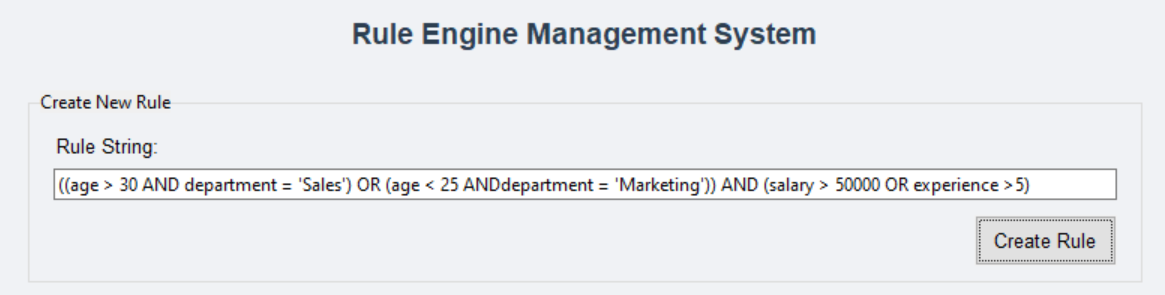 Rule Engine Management System
Create New Rule
Rule String:
((age > 30 AND department = 'Sales') OR (age < 25 ANDdepartment = 'Marketing')) AND (salary > 50000 OR experience >5)
Create Rule